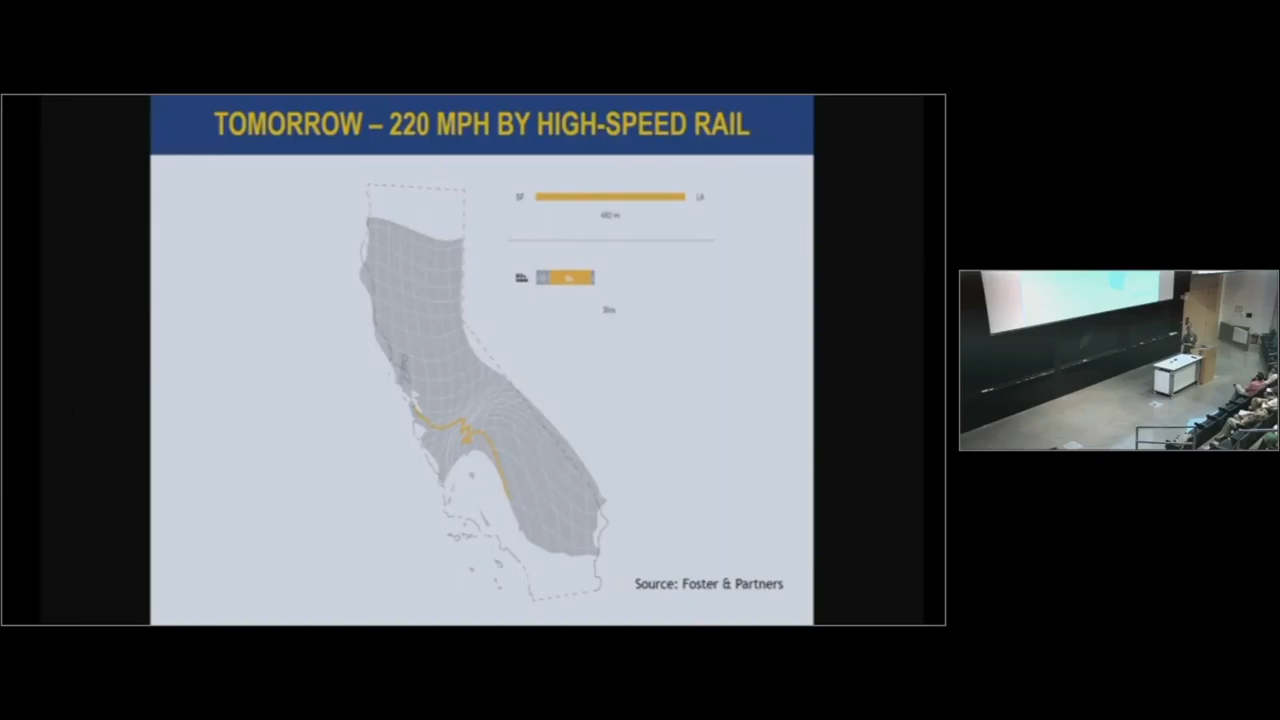 TOMORROW – 220 MPH BY HIGH-SPEED RAIL
SF
LA
Source: Foster & Partners